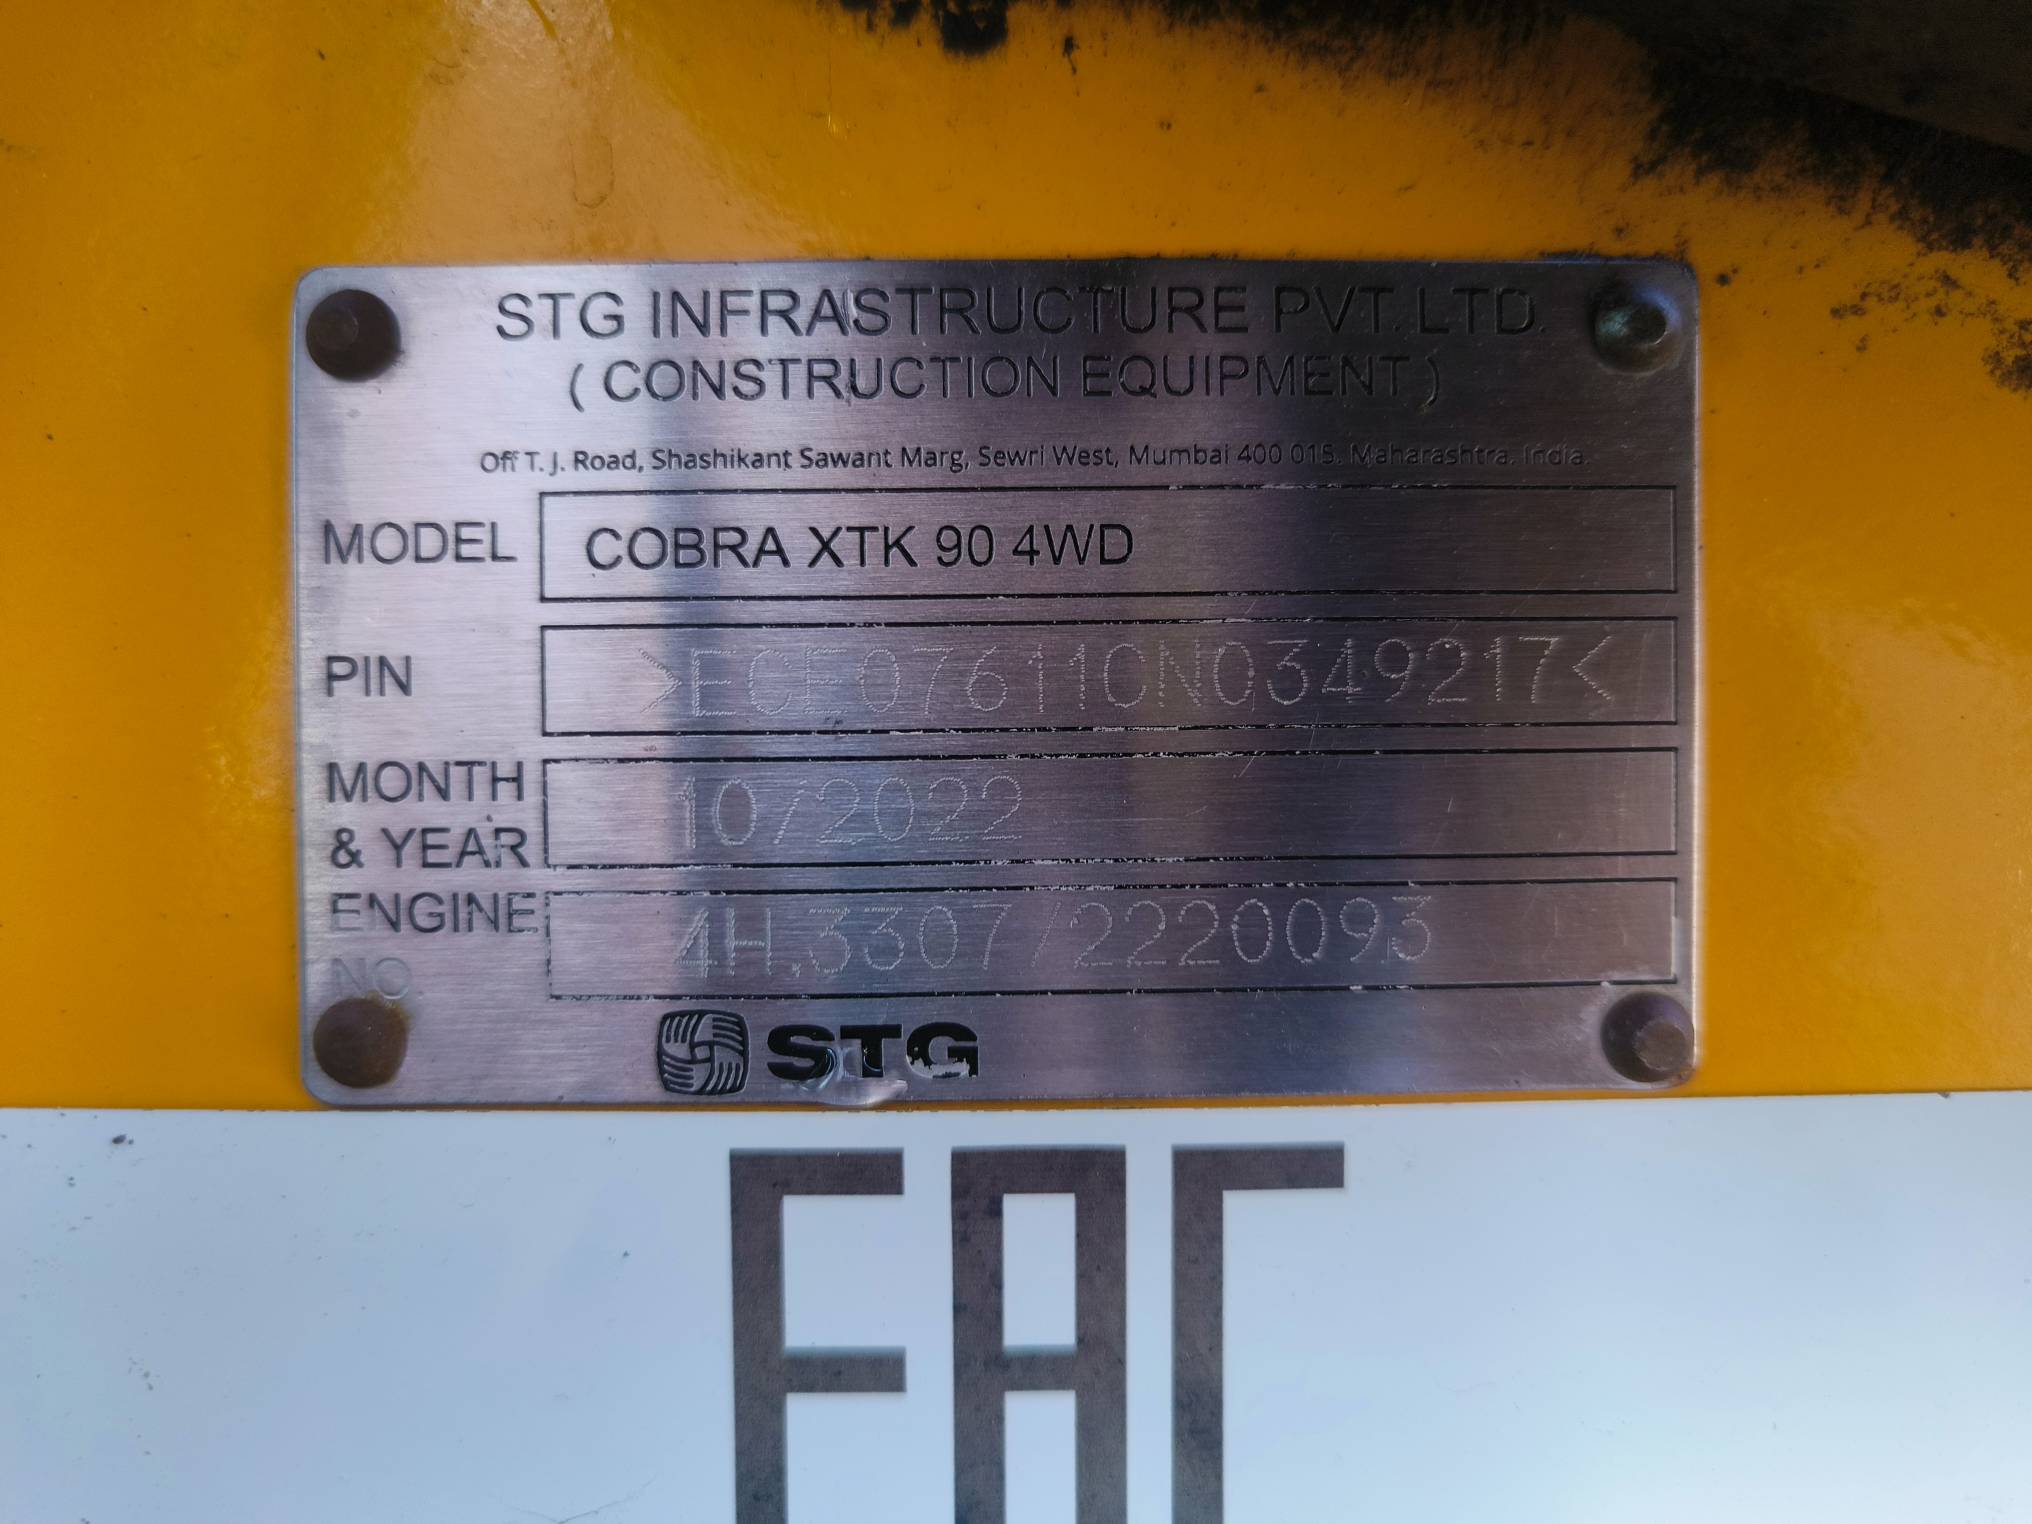 STG INFRASTRUCTURE PVT. LTD.
( CONSTRUCTION EQUIPMENT )
Off T. J. Road, Shashikant Sawant Marg, Sewri West, Mumbai 400 015. Maharashtra. India.
MODEL COBRA XTK 90 4WD
PIN >ECE07611CN0349217<
MONTH & YEAR 10/2022
ENGINE NO. 4H.3307/2220093
STG
EAC